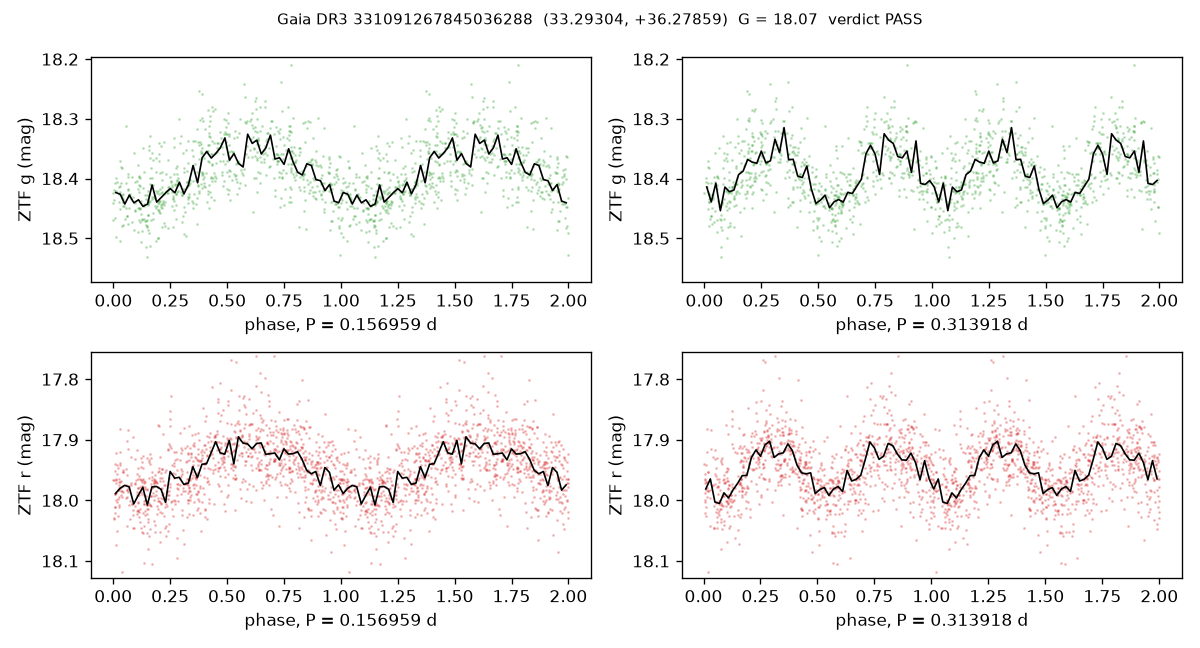 Gaia DR3 331091267845036288 (33.29304, +36.27859) G = 18.07 verdict PASS
18.2
18.3
18.4
18.5
ZTF g (mag)
0.00 0.25 0.50 0.75 1.00 1.25 1.50 1.75 2.00
phase, P = 0.156959 d
18.2
18.3
18.4
18.5
ZTF g (mag)
0.00 0.25 0.50 0.75 1.00 1.25 1.50 1.75 2.00
phase, P = 0.313918 d
17.8
17.9
18.0
18.1
ZTF r (mag)
0.00 0.25 0.50 0.75 1.00 1.25 1.50 1.75 2.00
phase, P = 0.156959 d
17.8
17.9
18.0
18.1
ZTF r (mag)
0.00 0.25 0.50 0.75 1.00 1.25 1.50 1.75 2.00
phase, P = 0.313918 d